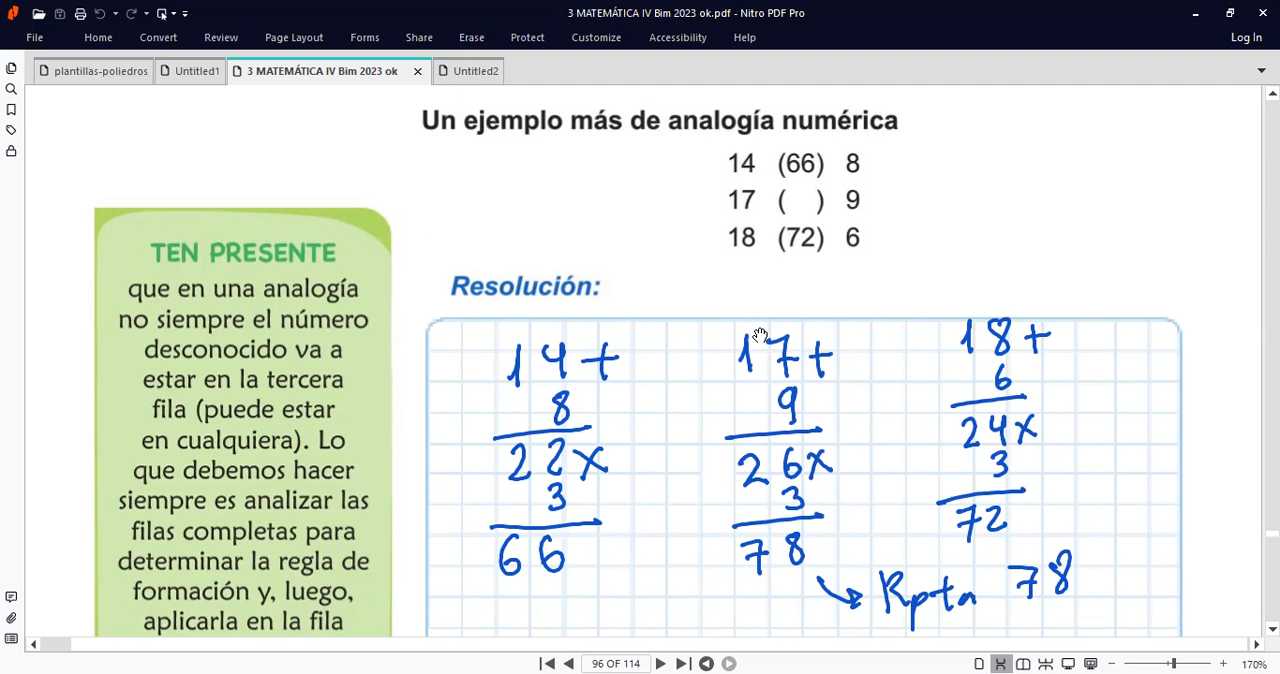 3 MATEMÁTICA IV Bim 2023 ok.pdf - Nitro PDF Pro
File Home Convert Review Page Layout Forms Share Erase Protect Customize Accessibility Help Log In
plantillas-poliedros Untitled1 3 MATEMÁTICA IV Bim 2023 ok Untitled2
Un ejemplo más de analogía numérica
14 (66) 8
17 ( ) 9
18 (72) 6
TEN PRESENTE
que en una analogía
no siempre el número
desconocido va a
estar en la tercera
fila (puede estar
en cualquiera). Lo
que debemos hacer
siempre es analizar las
filas completas para
determinar la regla de
formación y, luego,
aplicarla en la fila
Resolución:
14+
8
22x
3
66
17+
9
26x
3
78
18+
6
24x
3
72
Rpta 78
96 OF 114
170%